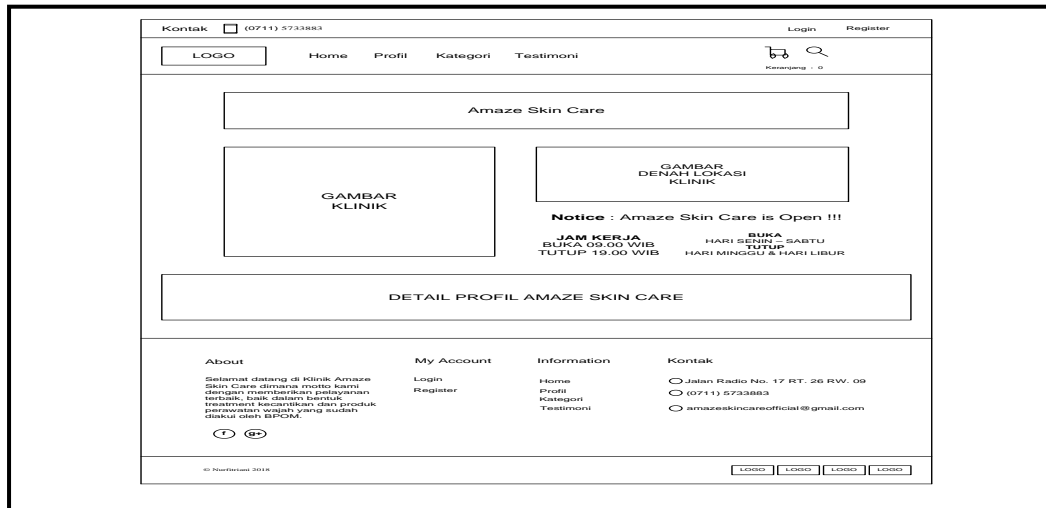 Kontak (0711) 5733883 Login Register
LOGO Home Profil Kategori Testimoni
Keranjang : 0
Amaze Skin Care
GAMBAR
KLINIK
GAMBAR
DENAH LOKASI
KLINIK
Notice : Amaze Skin Care is Open !!!
JAM KERJA
BUKA 09.00 WIB
TUTUP 19.00 WIB
BUKA
HARI SENIN – SABTU
TUTUP
HARI MINGGU & HARI LIBUR
DETAIL PROFIL AMAZE SKIN CARE
About
Selamat datang di Klinik Amaze
Skin Care dimana motto kami
dengan memberikan pelayanan
terbaik, baik dalam bentuk
treatment kecantikan dan produk
perawatan wajah yang sudah
diakui oleh BPOM.
f g+
My Account
Login
Register
Information
Home
Profil
Kategori
Testimoni
Kontak
Jalan Radio No. 17 RT. 26 RW. 09
(0711) 5733883
amazeskincareofficial@gmail.com
© Nurfitriani 2018
LOGO LOGO LOGO LOGO